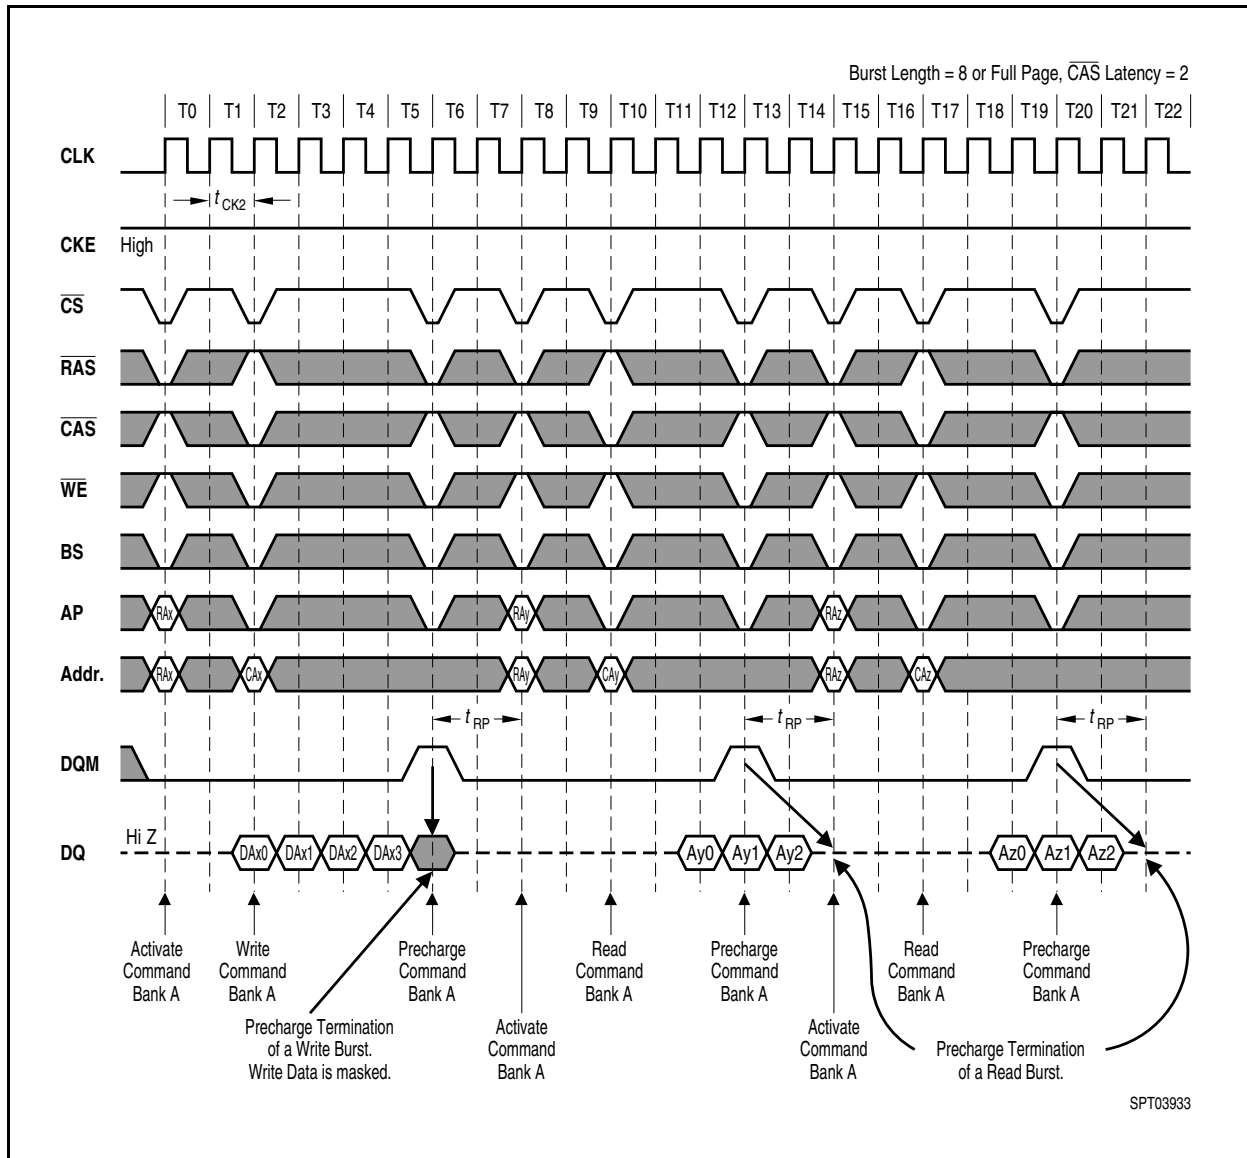 Burst Length = 8 or Full Page, CAS Latency = 2
T0 T1 T2 T3 T4 T5 T6 T7 T8 T9 T10 T11 T12 T13 T14 T15 T16 T17 T18 T19 T20 T21 T22
CLK
t CK2
CKE High
CS
RAS
CAS
WE
BS
AP RAx RAy RAz
Addr. RAx CAx RAy CAy RAz CAz
t RP t RP t RP
DQM
Hi Z
DQ DAx0 DAx1 DAx2 DAx3 Ay0 Ay1 Ay2 Az0 Az1 Az2
Activate
Command
Bank A
Write
Command
Bank A
Precharge
Command
Bank A
Read
Command
Bank A
Precharge
Command
Bank A
Read
Command
Bank A
Precharge
Command
Bank A
Precharge Termination
of a Write Burst.
Write Data is masked.
Activate
Command
Bank A
Activate
Command
Bank A
Precharge Termination
of a Read Burst.
SPT03933